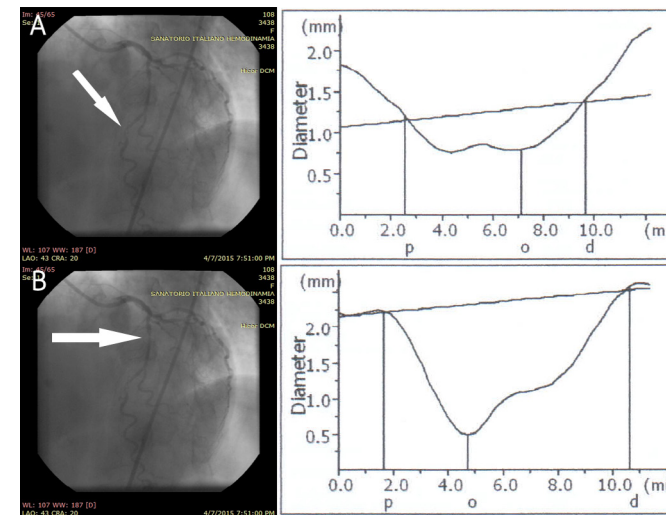 A
Im: 45/65
108
3438
F
SANATORIO ITALIANO HEMODINAMIA
3438
DCM
WL: 107 WW: 187 [D]
LAO: 43 CRA: 20
4/7/2015 7:51:00 PM
(mm)
2.0
1.5
1.0
0.5
Diameter
0.0 2.0 4.0 6.0 8.0 10.0 (m
p o d
B
Im: 45/65
108
3438
F
SANATORIO ITALIANO HEMODINAMIA
3438
DCM
WL: 107 WW: 187 [D]
LAO: 43 CRA: 20
4/7/2015 7:51:00 PM
(mm)
2.0
1.5
1.0
0.5
Diameter
0.0 2.0 4.0 6.0 8.0 10.0 (m
p o d